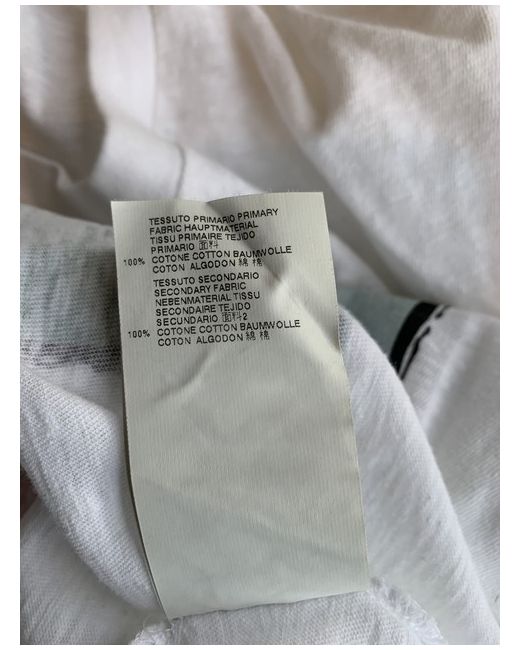 TESSUTO PRIMARIO PRIMARY
FABRIC HAUPTMATERIAL
TISSU PRIMAIRE TEJIDO
PRIMARIO 面料
100% COTONE COTTON BAUMWOLLE
COTON ALGODON 綿 棉
TESSUTO SECONDARIO
SECONDARY FABRIC
NEBENMATERIAL TISSU
SECONDAIRE TEJIDO
SECUNDARIO 面料2
100% COTONE COTTON BAUMWOLLE
COTON ALGODON 綿 棉